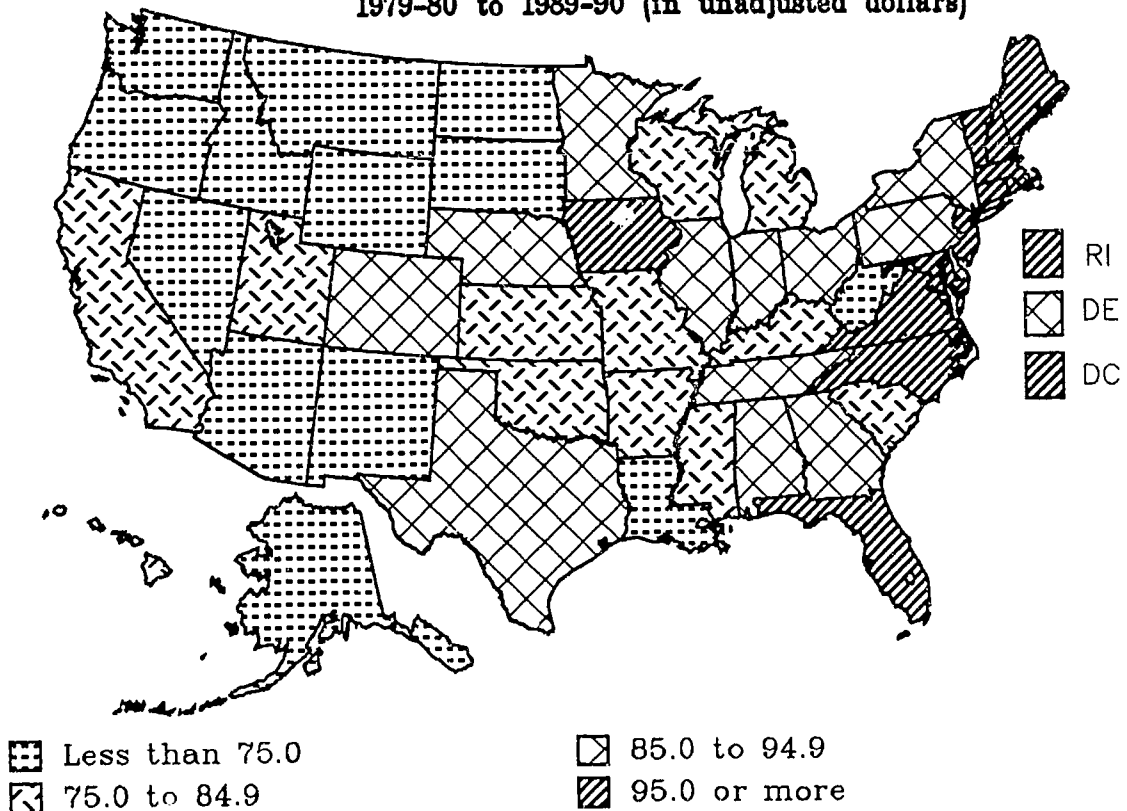 1979-80 to 1989-90 (in unadjusted dollars)
RI
DE
DC
Less than 75.0
85.0 to 94.9
75.0 to 84.9
95.0 or more